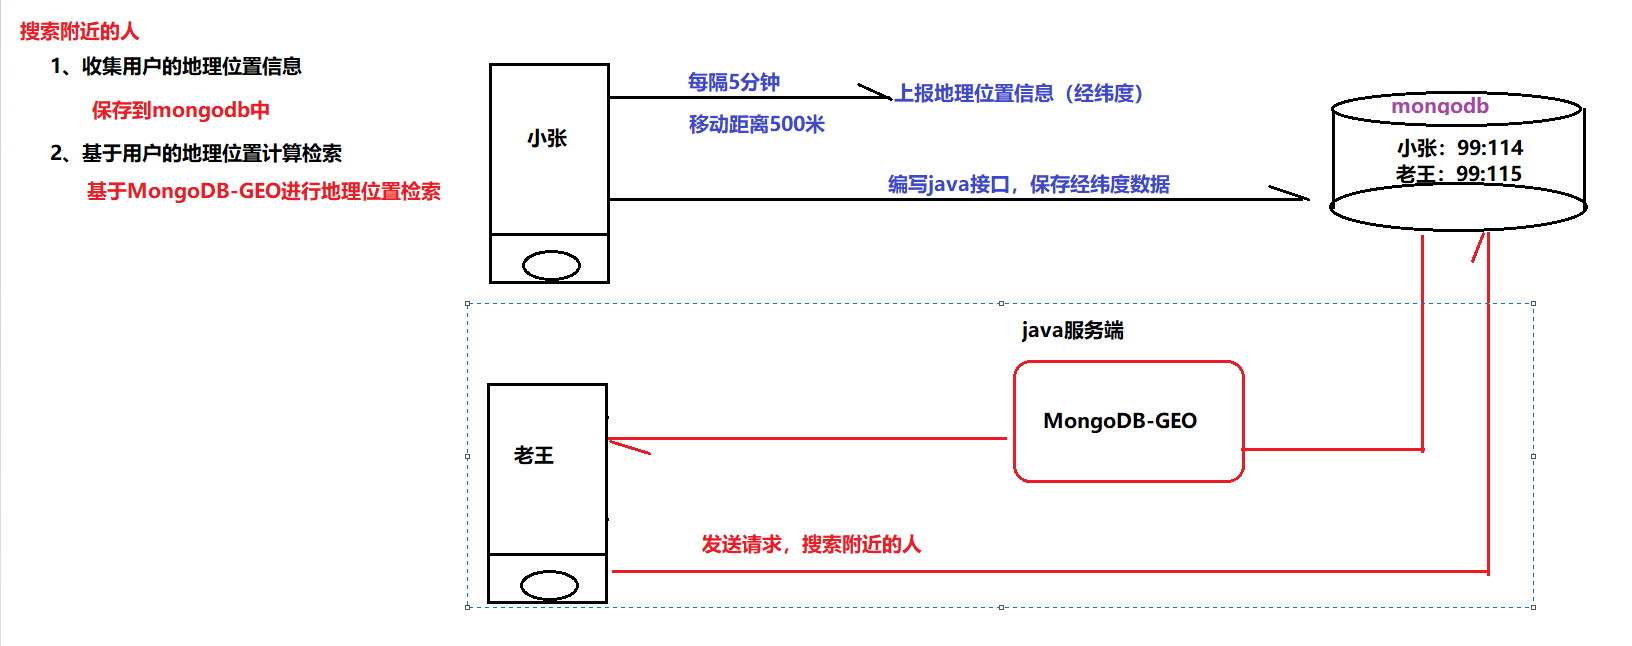 搜索附近的人
1、收集用户的地理位置信息
保存到mongodb中
2、基于用户的地理位置计算检索
基于MongoDB-GEO进行地理位置检索
小张
每隔5分钟
移动距离500米
上报地理位置信息（经纬度）
编写java接口，保存经纬度数据
mongodb
小张：99:114
老王：99:115
java服务端
MongoDB-GEO
老王
发送请求，搜索附近的人